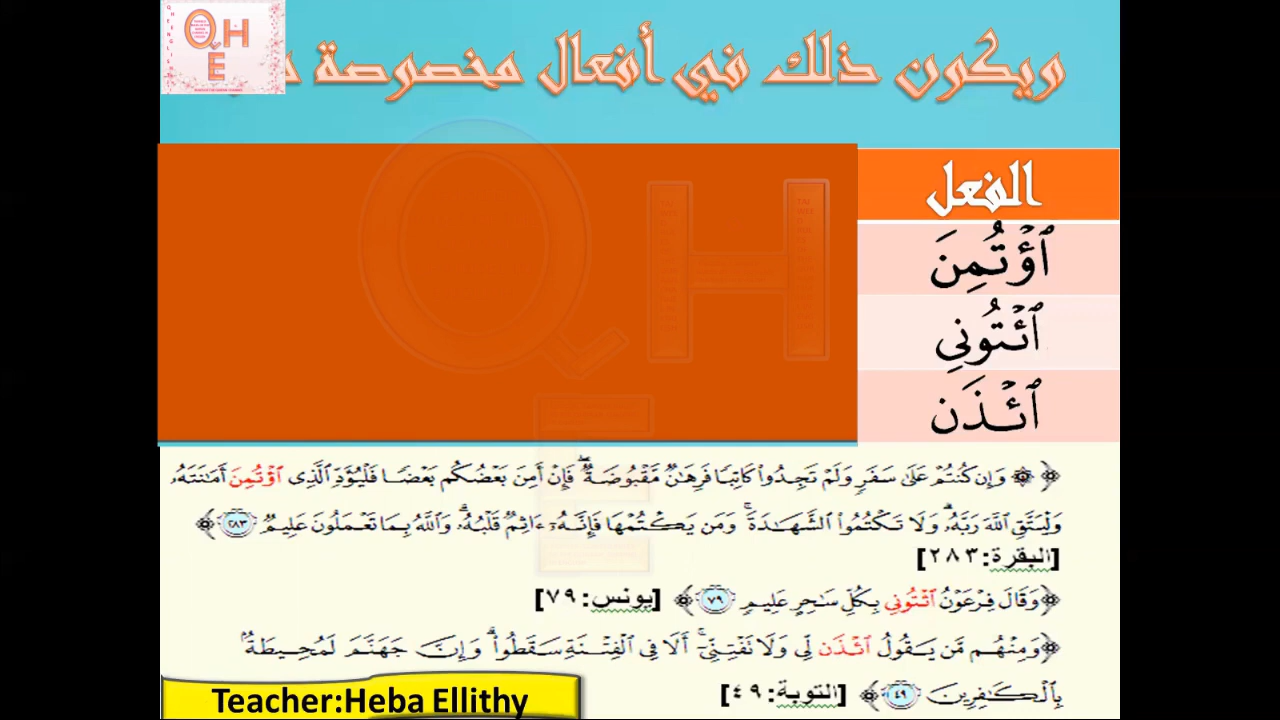 ويكون ذلك في أفعال مخصوصة
QHE
الفعل
ٱؤۡتُمِنَ
ٱئۡتُونِي
ٱئۡذَن
﴿۞ وَإِن كُنتُمۡ عَلَىٰ سَفَرٖ وَلَمۡ تَجِدُواْ كَاتِبٗا فَرِهَٰنٞ مَّقۡبُوضَةٞۖ فَإِنۡ أَمِنَ بَعۡضُكُم بَعۡضٗا فَلۡيُؤَدِّ ٱلَّذِي ٱؤۡتُمِنَ أَمَٰنَتَهُۥ
وَلۡيَتَّقِ ٱللَّهَ رَبَّهُۥۗ وَلَا تَكۡتُمُواْ ٱلشَّهَٰدَةَۚ وَمَن يَكۡتُمۡهَا فَإِنَّهُۥٓ ءَاثِمٞ قَلۡبُهُۥۗ وَٱللَّهُ بِمَا تَعۡمَلُونَ عَلِيمٞ ٢٨٣﴾
[البقرة:٢٨٣]
﴿وَقَالَ فِرۡعَوۡنُ ٱئۡتُونِي بِكُلِّ سَٰحِرٍ عَلِيمٖ ٧٩﴾ [يونس:٧٩]
﴿وَمِنۡهُم مَّن يَقُولُ ٱئۡذَن لِّي وَلَا تَفۡتِنِّيٓۚ أَلَا فِي ٱلۡفِتۡنَةِ سَقَطُواْۗ وَإِنَّ جَهَنَّمَ لَمُحِيطَةُۢ
بِٱلۡكَٰفِرِينَ ٤٩﴾ [التوبة:٤٩]
Teacher:Heba Ellithy